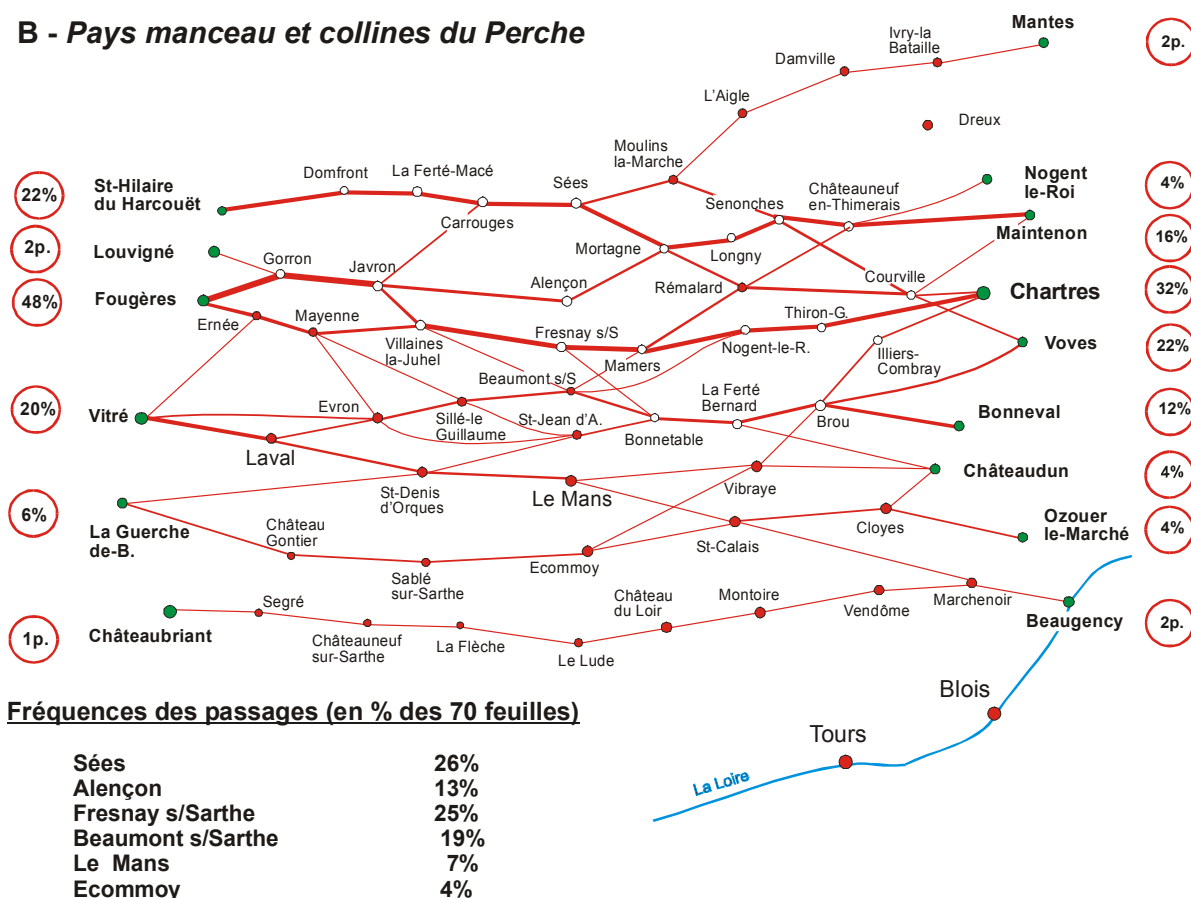 B - Pays manceau et collines du Perche
Mantes
2p.
Ivry-la
Bataille
Damville
L'Aigle
Dreux
Moulins
la-Marche
Nogent
le-Roi
4%
22%
St-Hilaire
du Harcouët
Domfront
La Ferté-Macé
Carrouges
Sées
Senonches
Châteauneuf
en-Thimerais
Maintenon
16%
2p.
Louvigné
Gorron
Javron
Mortagne
Longny
Courville
48%
Fougères
Alençon
Rémalard
Chartres
32%
Ernée
Mayenne
Villaines
la-Juhel
Fresnay s/S
Mamers
Thiron-G.
Nogent-le-R.
Illiers-
Combray
Voves
22%
Beaumont s/S
20%
Vitré
Evron
Sillé-le
Guillaume
St-Jean d'A.
Bonnetable
La Ferté
Bernard
Brou
Bonneval
12%
Laval
St-Denis
d'Orques
Le Mans
Vibraye
Châteaudun
4%
6%
La Guerche
de-B.
Château
Gontier
Sablé
sur-Sarthe
Ecommoy
St-Calais
Cloyes
Ozouer
le-Marché
4%
1p.
Châteaubriant
Segré
Châteauneuf
sur-Sarthe
La Flèche
Le Lude
Château
du Loir
Montoire
Vendôme
Marchenoir
Beaugency
2p.
Blois
Tours
La Loire
Fréquences des passages (en % des 70 feuilles)
Sées 26%
Alençon 13%
Fresnay s/Sarthe 25%
Beaumont s/Sarthe 19%
Le Mans 7%
Ecommoy 4%